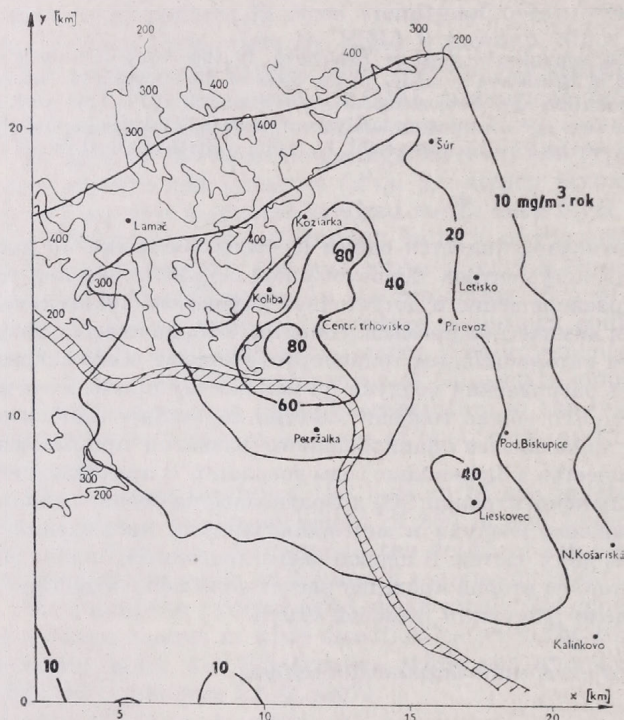 y [km]
200
400
200
300
400
300
400
20
300
Šúr
10 mg/m³. rok
Lamač
Koziarka
20
400
400
80
Letisko
300
Koliba
40
200
Centr. trhovisko
Prievoz
80
60
10
Petržalka
Pod. Biskupice
300
40
200
Lieskovec
N. Košariská
Kalinkovo
10
10
0
5
10
15
20
x [km]